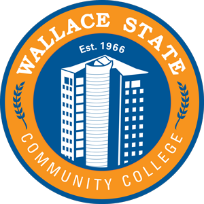 WALLACE STATE
Est. 1966
COMMUNITY COLLEGE